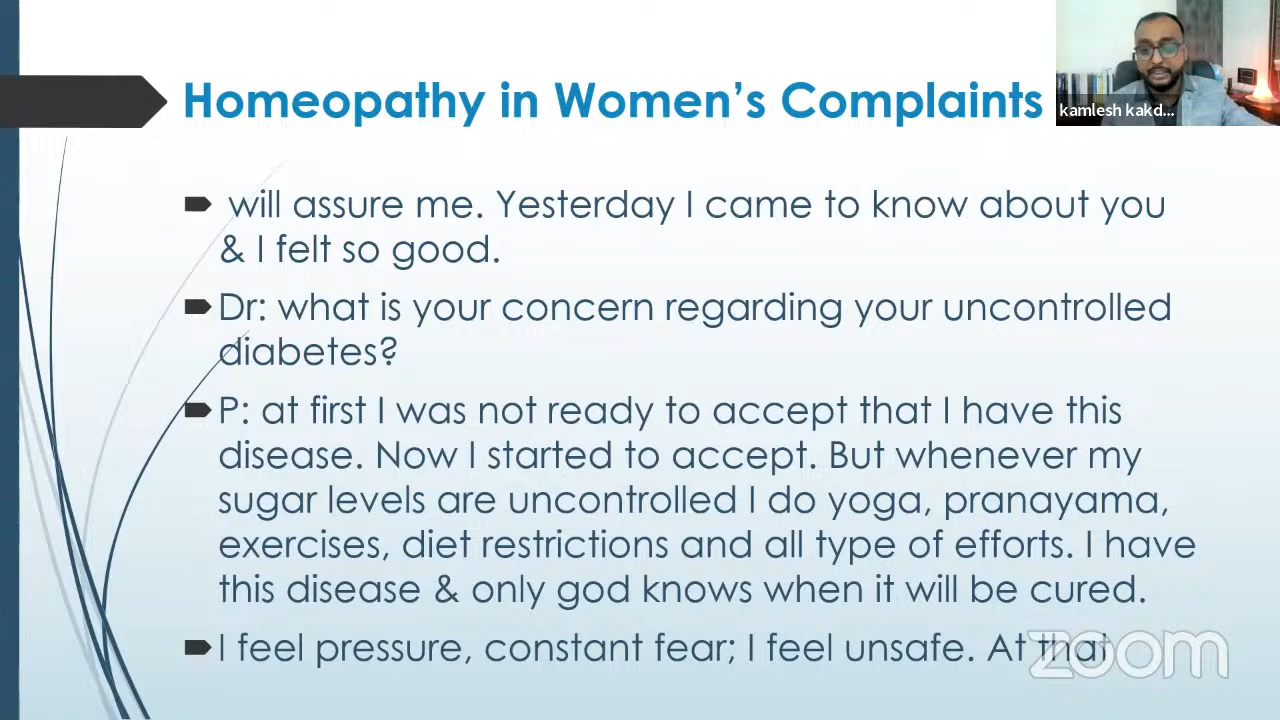 Homeopathy in Women's Complaints
kamlesh kakd...
will assure me. Yesterday I came to know about you
& I felt so good.
Dr: what is your concern regarding your uncontrolled
diabetes?
P: at first I was not ready to accept that I have this
disease. Now I started to accept. But whenever my
sugar levels are uncontrolled I do yoga, pranayama,
exercises, diet restrictions and all type of efforts. I have
this disease & only god knows when it will be cured.
I feel pressure, constant fear; I feel unsafe. At that
zoom